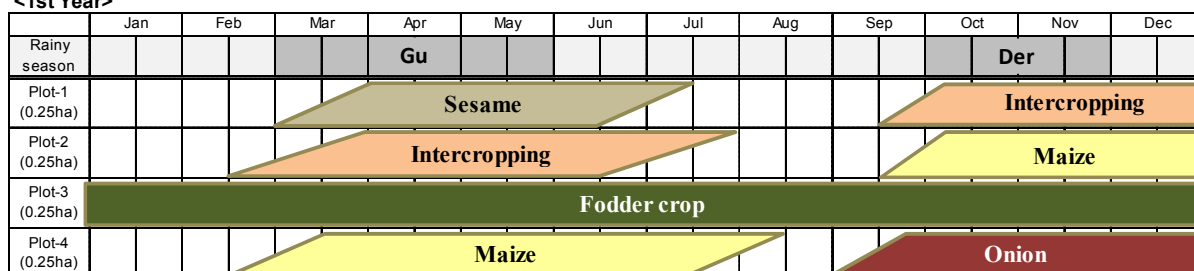 <1st Year>
Jan Feb Mar Apr May Jun Jul Aug Sep Oct Nov Dec
Rainy
season
Gu Der
Plot-1
(0.25ha)
Sesame Intercropping
Plot-2
(0.25ha)
Intercropping Maize
Plot-3
(0.25ha)
Fodder crop
Plot-4
(0.25ha)
Maize Onion